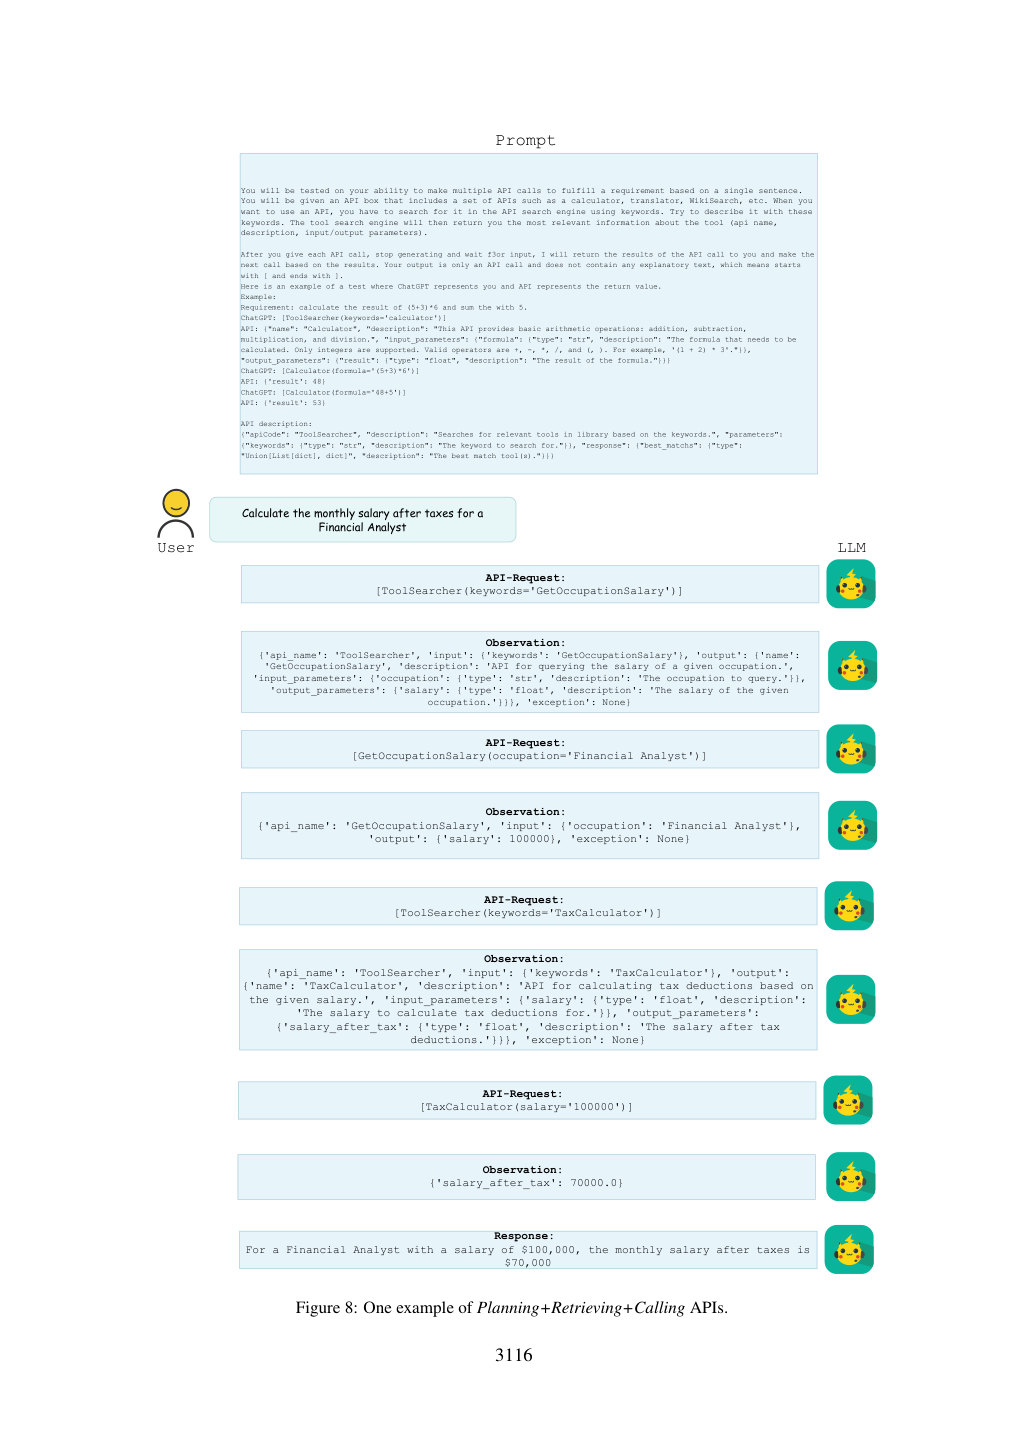 Prompt
You will be tested on your ability to make multiple API calls to fulfill a requirement based on a single sentence.
You will be given an API box that includes a set of APIs such as a calculator, translator, WikiSearch, etc. When you
want to use an API, you have to search for it in the API search engine using keywords. Try to describe it with these
keywords. The tool search engine will then return you the most relevant information about the tool (api name,
description, input/output parameters).
After you give each API call, stop generating and wait f3or input, I will return the results of the API call to you and make the
next call based on the results. Your output is only an API call and does not contain any explanatory text, which means starts
with [ and ends with ].
Here is an example of a test where ChatGPT represents you and API represents the return value.
Example:
Requirement: calculate the result of (5+3)*6 and sum the with 5.
ChatGPT: [ToolSearcher(keywords='calculator')]
API: {"name": "Calculator", "description": "This API provides basic arithmetic operations: addition, subtraction,
multiplication, and division.", "input_parameters": {"formula": {"type": "str", "description": "The formula that needs to be
calculated. Only integers are supported. Valid operators are +, -, *, /, and (, ). For example, '(1 + 2) * 3'."}},
"output_parameters": {"result": {"type": "float", "description": "The result of the formula."}}}
ChatGPT: [Calculator(formula='(5+3)*6')]
API: {'result': 48}
ChatGPT: [Calculator(formula='48+5')]
API: {'result': 53}
API description:
{"apiCode": "ToolSearcher", "description": "Searches for relevant tools in library based on the keywords.", "parameters":
{"keywords": {"type": "str", "description": "The keyword to search for."}}, "response": {"best_matchs": {"type":
"Union[List[dict], dict]", "description": "The best match tool(s)."}}}
Calculate the monthly salary after taxes for a
Financial Analyst
User
LLM
API-Request:
[ToolSearcher(keywords='GetOccupationSalary')]
Observation:
{'api_name': 'ToolSearcher', 'input': {'keywords': 'GetOccupationSalary'}, 'output': {'name':
'GetOccupationSalary', 'description': 'API for querying the salary of a given occupation.',
'input_parameters': {'occupation': {'type': 'str', 'description': 'The occupation to query.'}},
'output_parameters': {'salary': {'type': 'float', 'description': 'The salary of the given
occupation.'}}}, 'exception': None}
API-Request:
[GetOccupationSalary(occupation='Financial Analyst')]
Observation:
{'api_name': 'GetOccupationSalary', 'input': {'occupation': 'Financial Analyst'},
'output': {'salary': 100000}, 'exception': None}
API-Request:
[ToolSearcher(keywords='TaxCalculator')]
Observation:
{'api_name': 'ToolSearcher', 'input': {'keywords': 'TaxCalculator'}, 'output':
{'name': 'TaxCalculator', 'description': 'API for calculating tax deductions based on
the given salary.', 'input_parameters': {'salary': {'type': 'float', 'description':
'The salary to calculate tax deductions for.'}}, 'output_parameters':
{'salary_after_tax': {'type': 'float', 'description': 'The salary after tax
deductions.'}}}, 'exception': None}
API-Request:
[TaxCalculator(salary='100000')]
Observation:
{'salary_after_tax': 70000.0}
Response:
For a Financial Analyst with a salary of $100,000, the monthly salary after taxes is
$70,000
Figure 8: One example of Planning+Retrieving+Calling APIs.
3116